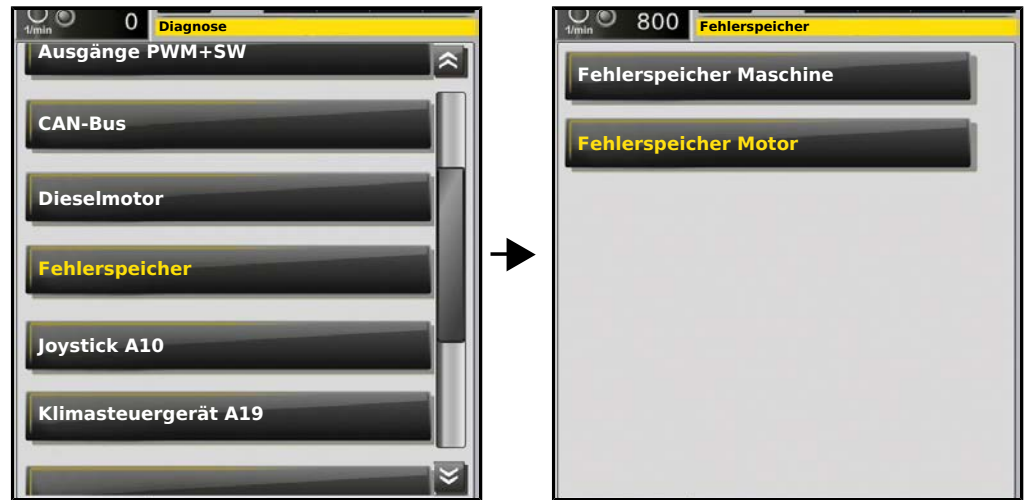 1/min
0
Diagnose
Ausgänge PWM+SW
CAN-Bus
Dieselmotor
Fehlerspeicher
Joystick A10
Klimasteuergerät A19
1/min
800
Fehlerspeicher
Fehlerspeicher Maschine
Fehlerspeicher Motor